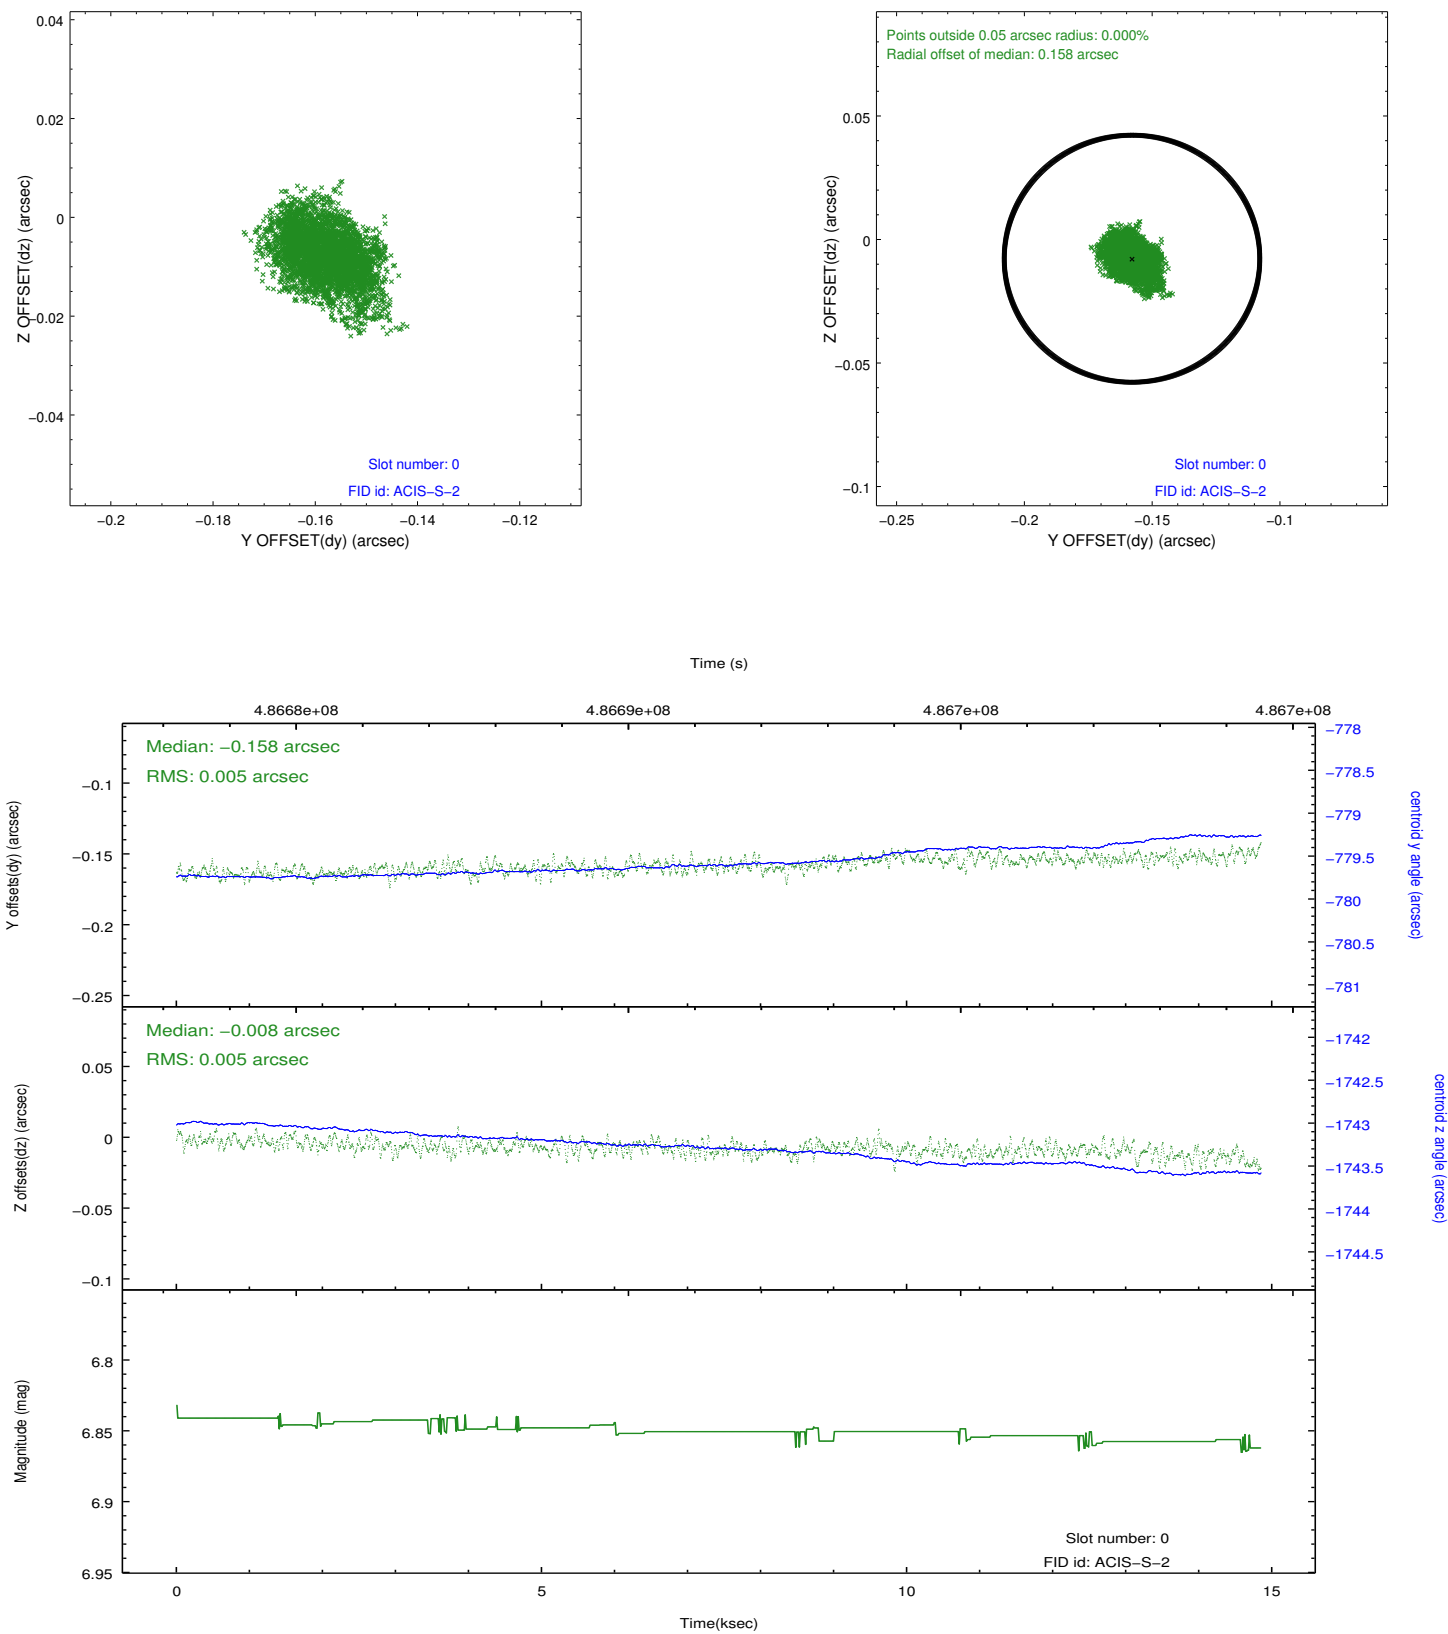 0.04
0.02
0
−0.02
−0.04
Z OFFSET(dz) (arcsec)
Slot number: 0
FID id: ACIS−S−2
−0.2
−0.18
−0.16
−0.14
−0.12
Y OFFSET(dy) (arcsec)
Points outside 0.05 arcsec radius: 0.000%
Radial offset of median: 0.158 arcsec
0.05
0
−0.05
−0.1
Z OFFSET(dz) (arcsec)
Slot number: 0
FID id: ACIS−S−2
−0.25
−0.2
−0.15
−0.1
Y OFFSET(dy) (arcsec)
Time (s)
4.8668e+08
4.8669e+08
4.867e+08
4.867e+08
Median: −0.158 arcsec
RMS: 0.005 arcsec
−0.1
−0.15
−0.2
−0.25
Y offsets(dy) (arcsec)
−778
−778.5
−779
−779.5
−780
−780.5
−781
centroid y angle (arcsec)
Median: −0.008 arcsec
RMS: 0.005 arcsec
0.05
0
−0.05
−0.1
Z offsets(dz) (arcsec)
−1742
−1742.5
−1743
−1743.5
−1744
−1744.5
centroid z angle (arcsec)
6.8
6.85
6.9
6.95
Magnitude (mag)
Slot number: 0
FID id: ACIS−S−2
0
5
10
15
Time(ksec)